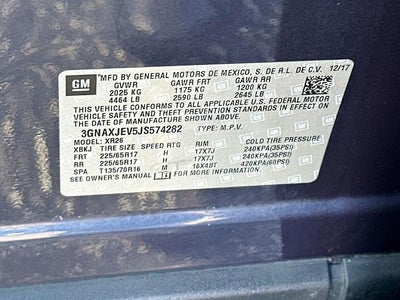 GM
MFD BY GENERAL MOTORS DE MEXICO, S. DE R.L. DE C.V. 12/17
GVWR GAWR FRT GAWR RR
2025 KG 1175 KG 1200 KG
4464 LB 2590 LB 2645 LB
THIS VEHICLE CONFORMS TO ALL APPLICABLE U.S. FEDERAL MOTOR
VEHICLE SAFETY AND THEFT PREVENTION STANDARDS IN EFFECT ON
THE DATE OF MANUFACTURE SHOWN ABOVE.
3GNAXJEV5JS574282 TYPE: M.P.V.
MODEL: XR26
XBKJ TIRE SIZE SPEED RTG RIM COLD TIRE PRESSURE
FRT 225/65R17 H 17X7J 240KPA(35PSI)
RR 225/65R17 H 17X7J 240KPA(35PSI)
SPA T135/70R16 M 16X4BT 420KPA(60PSI)
SEE OWNER'S MANUAL FOR MORE INFORMATION.